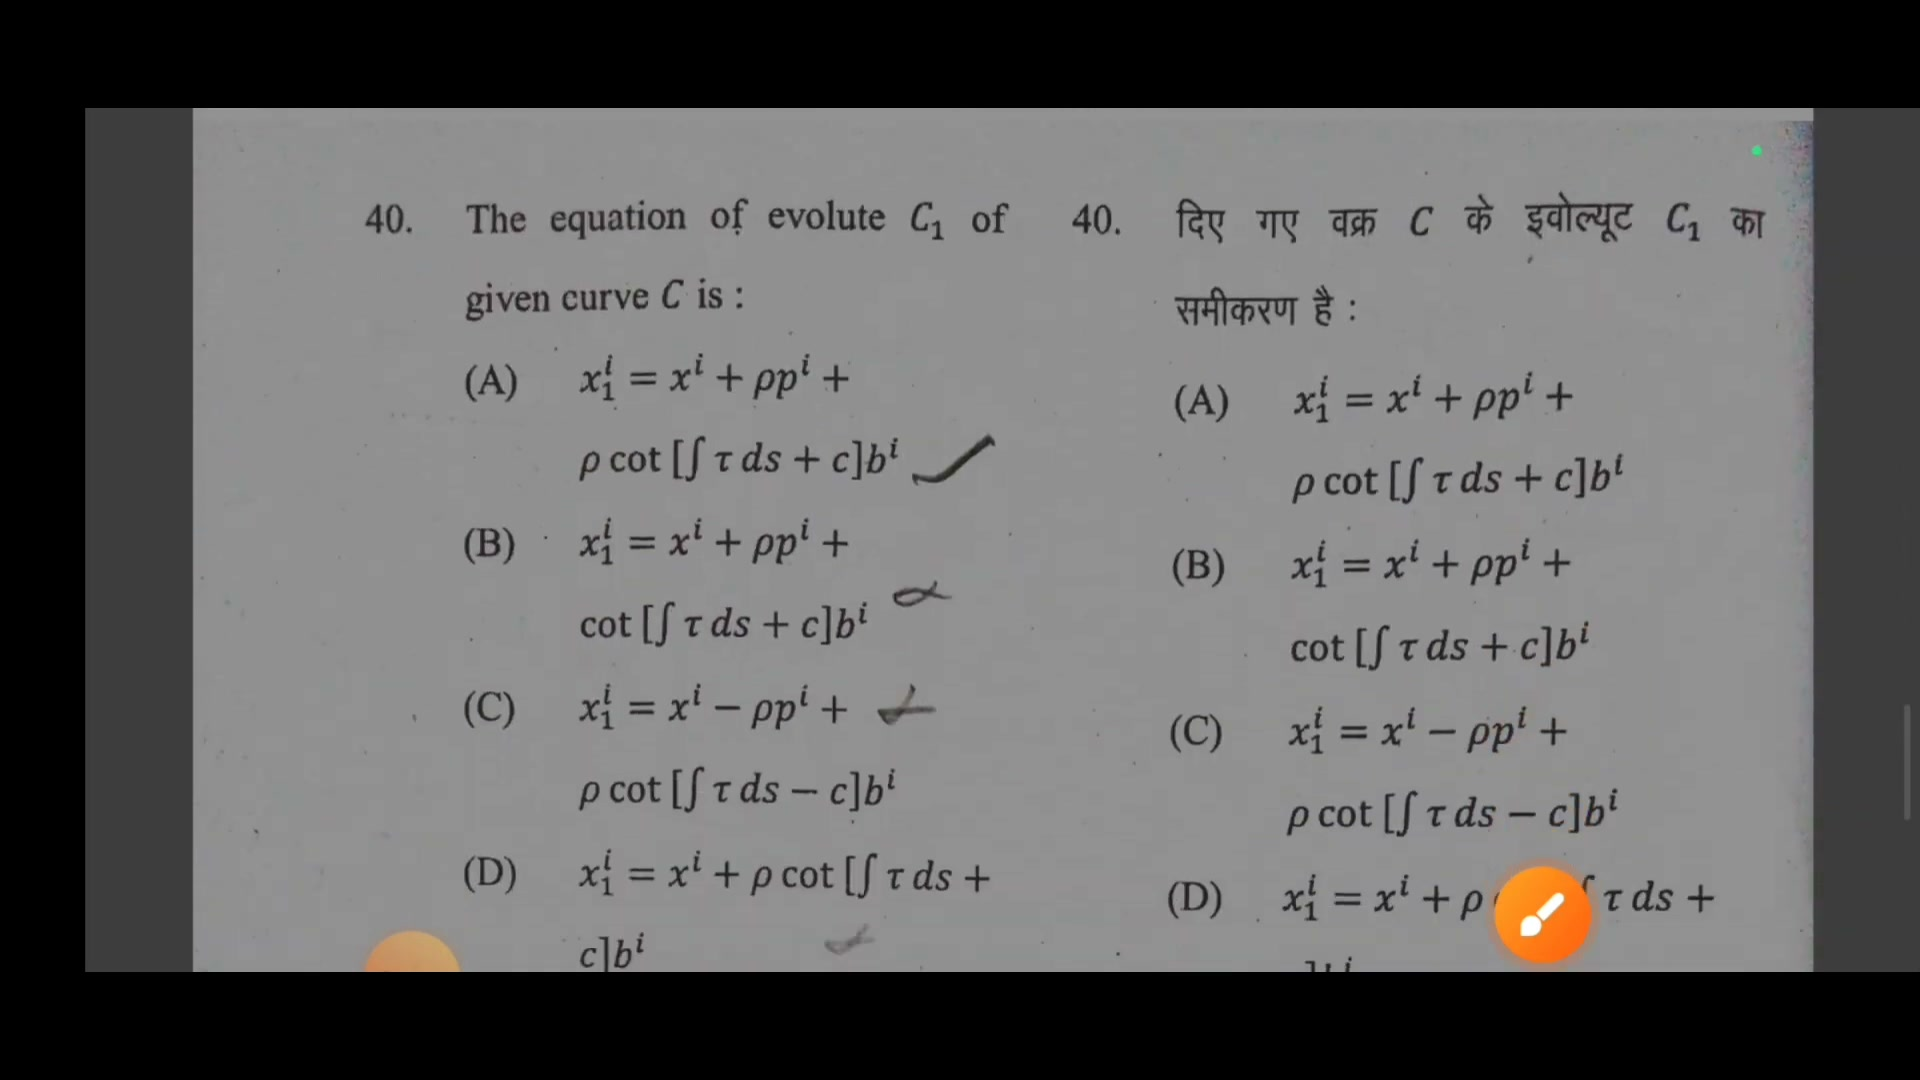 40. The equation of evolute C₁ of
given curve C is :
(A) x₁ⁱ = xⁱ + ρpⁱ +
ρ cot [∫ τ ds + c]bⁱ
(B) x₁ⁱ = xⁱ + ρpⁱ +
cot [∫ τ ds + c]bⁱ
(C) x₁ⁱ = xⁱ − ρpⁱ +
ρ cot [∫ τ ds − c]bⁱ
(D) x₁ⁱ = xⁱ + ρ cot [∫ τ ds +
c]bⁱ
40. दिए गए वक्र C के इवोल्यूट C₁ का
समीकरण है :
(A) x₁ⁱ = xⁱ + ρpⁱ +
ρ cot [∫ τ ds + c]bⁱ
(B) x₁ⁱ = xⁱ + ρpⁱ +
cot [∫ τ ds + c]bⁱ
(C) x₁ⁱ = xⁱ − ρpⁱ +
ρ cot [∫ τ ds − c]bⁱ
(D) x₁ⁱ = xⁱ + ρ ∫ τ ds +